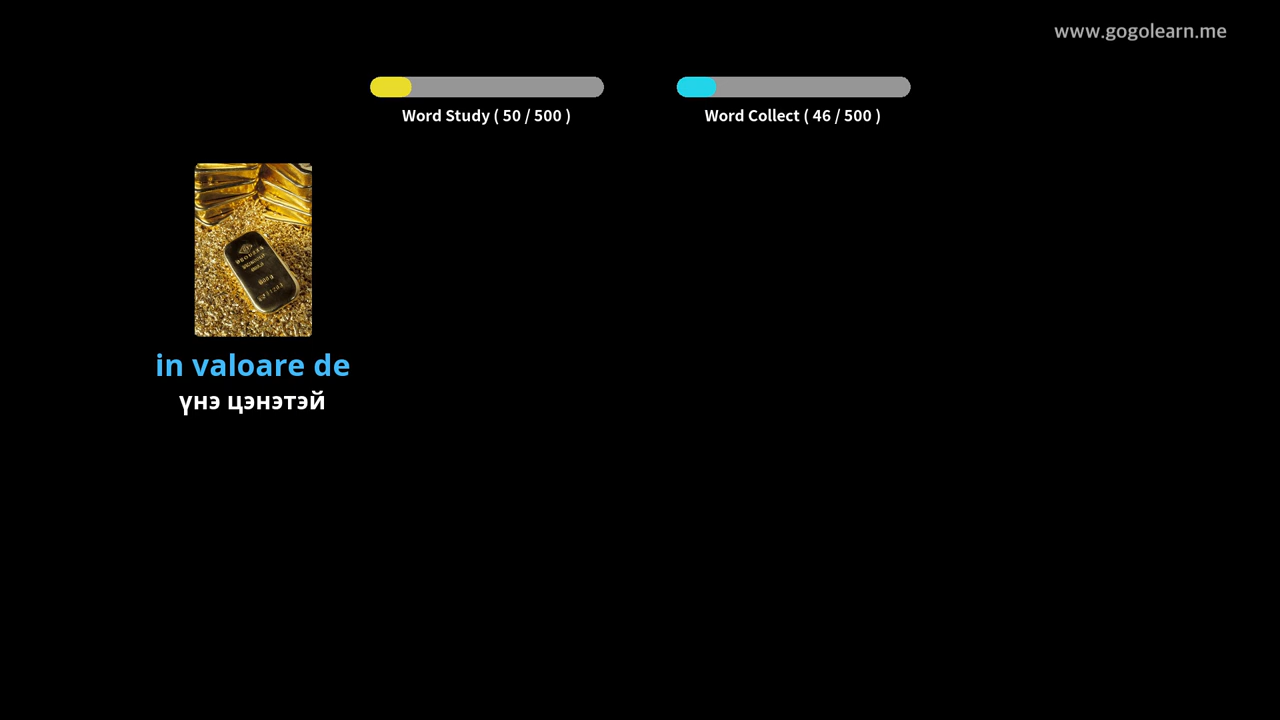 www.gogolearn.me
Word Study ( 50 / 500 )
Word Collect ( 46 / 500 )
in valoare de
үнэ цэнэтэй